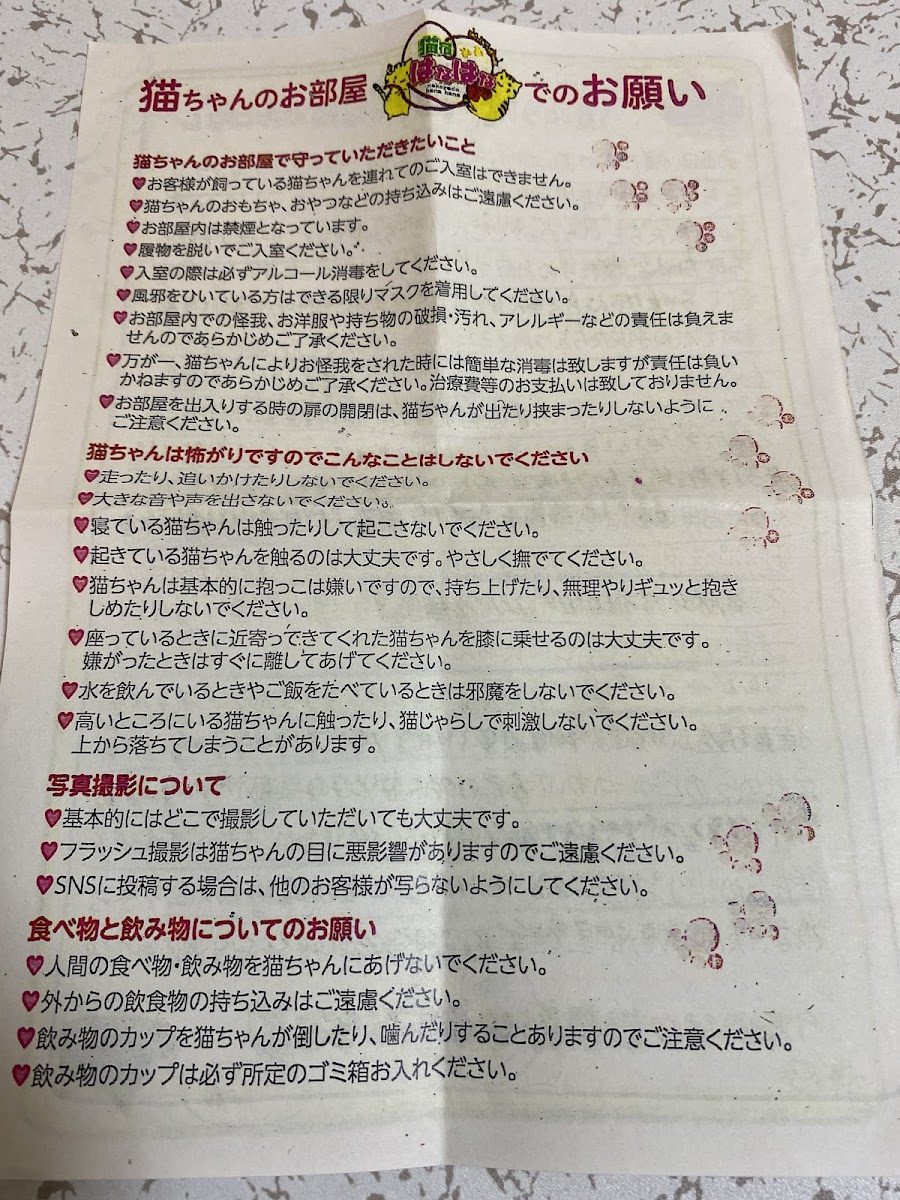 猫ちゃんのお部屋
猫宿
はなはな
nekoyado
hana hana
でのお願い
猫ちゃんのお部屋で守っていただきたいこと
お客様が飼っている猫ちゃんを連れてのご入室はできません。
猫ちゃんのおもちゃ、おやつなどの持ち込みはご遠慮ください。
お部屋内は禁煙となっています。
履物を脱いでご入室ください。
入室の際は必ずアルコール消毒をしてください。
風邪をひいている方はできる限りマスクを着用してください。
お部屋内での怪我、お洋服や持ち物の破損・汚れ、アレルギーなどの責任は負えま
せんのであらかじめご了承ください。
万が一、猫ちゃんによりお怪我をされた時には簡単な消毒は致しますが責任は負い
かねますのであらかじめご了承ください。治療費等のお支払いは致しておりません。
お部屋を出入りする時の扉の開閉は、猫ちゃんが出たり挟まったりしないように
ご注意ください。
猫ちゃんは怖がりですのでこんなことはしないでください
走ったり、追いかけたりしないでください。
大きな音や声を出さないでください。
寝ている猫ちゃんは触ったりして起こさないでください。
起きている猫ちゃんを触るのは大丈夫です。やさしく撫でてください。
猫ちゃんは基本的に抱っこは嫌いですので、持ち上げたり、無理やりギュッと抱き
しめたりしないでください。
座っているときに近寄ってきてくれた猫ちゃんを膝に乗せるのは大丈夫です。
嫌がったときはすぐに離してあげてください。
水を飲んでいるときやご飯をたべているときは邪魔をしないでください。
高いところにいる猫ちゃんに触ったり、猫じゃらしで刺激しないでください。
上から落ちてしまうことがあります。
写真撮影について
基本的にはどこで撮影していただいても大丈夫です。
フラッシュ撮影は猫ちゃんの目に悪影響がありますのでご遠慮ください。
SNSに投稿する場合は、他のお客様が写らないようにしてください。
食べ物と飲み物についてのお願い
人間の食べ物・飲み物を猫ちゃんにあげないでください。
外からの飲食物の持ち込みはご遠慮ください。
飲み物のカップを猫ちゃんが倒したり、噛んだりすることありますのでご注意ください。
飲み物のカップは必ず所定のゴミ箱お入れください。